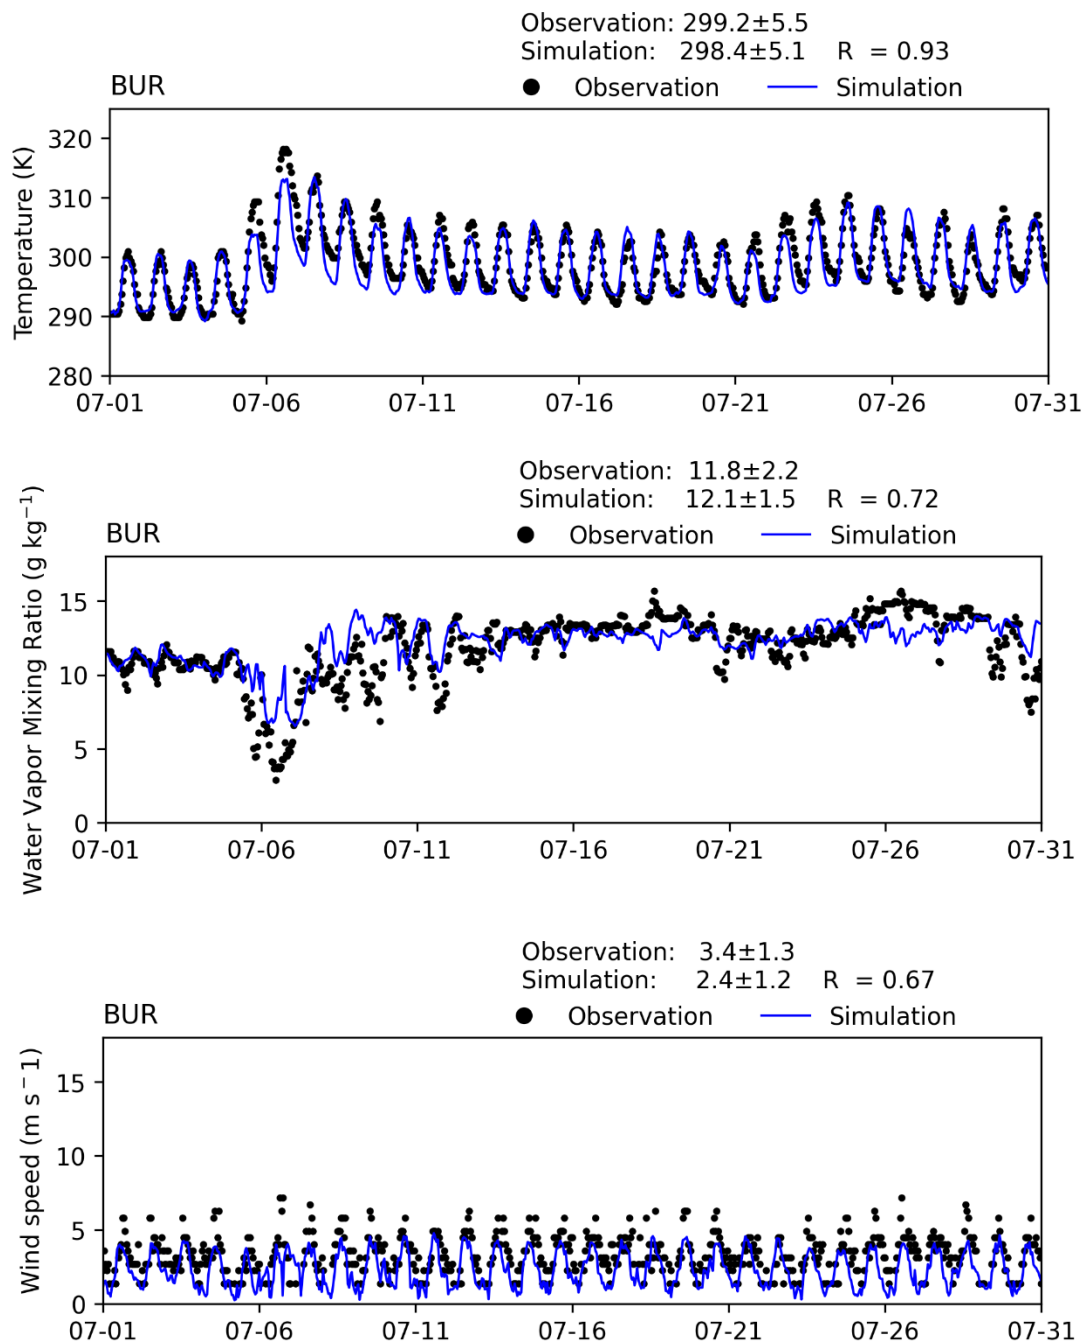 Observation: 299.2±5.5
Simulation: 298.4±5.1 R = 0.93
BUR
Observation Simulation
Temperature (K)
320
310
300
290
280
07-01 07-06 07-11 07-16 07-21 07-26 07-31
Observation: 11.8±2.2
Simulation: 12.1±1.5 R = 0.72
BUR
Observation Simulation
Water Vapor Mixing Ratio (g kg⁻¹)
15
10
5
0
07-01 07-06 07-11 07-16 07-21 07-26 07-31
Observation: 3.4±1.3
Simulation: 2.4±1.2 R = 0.67
BUR
Observation Simulation
Wind speed (m s⁻1)
15
10
5
0
07-01 07-06 07-11 07-16 07-21 07-26 07-31